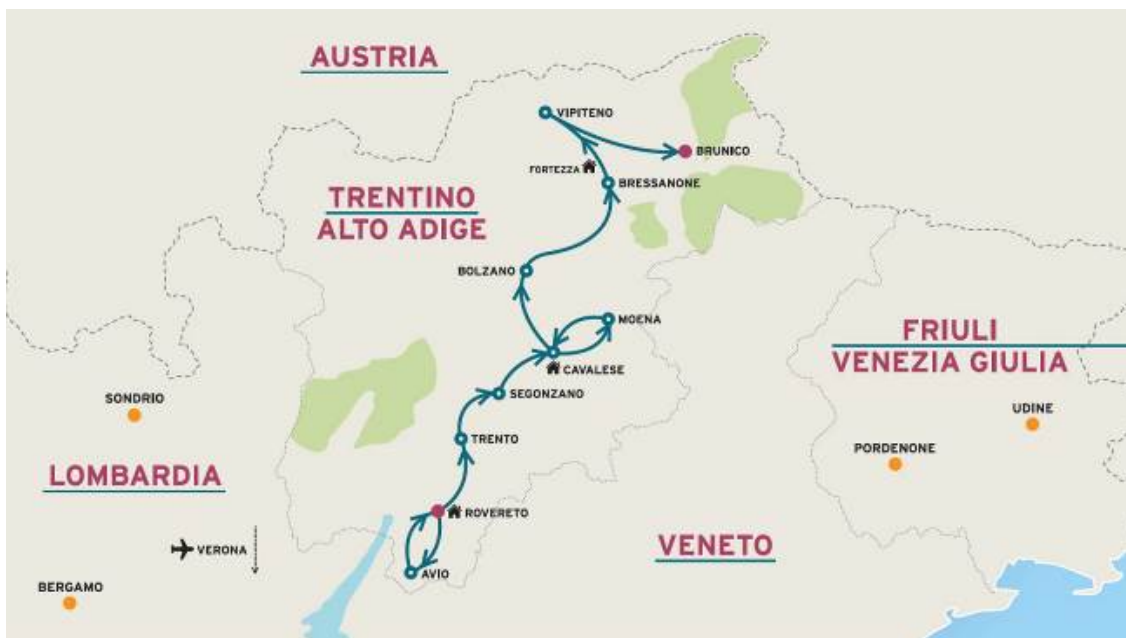 AUSTRIA
VIPITENO
BRUNICO
FORTEZZA
BRESSANONE
TRENTINO
ALTO ADIGE
BOLZANO
MOENA
FRIULI
VENEZIA GIULIA
CAVALESE
SEGONZANO
SONDRIO
UDINE
TRENTO
PORDENONE
LOMBARDIA
ROVERETO
VERONA
VENETO
AVIO
BERGAMO